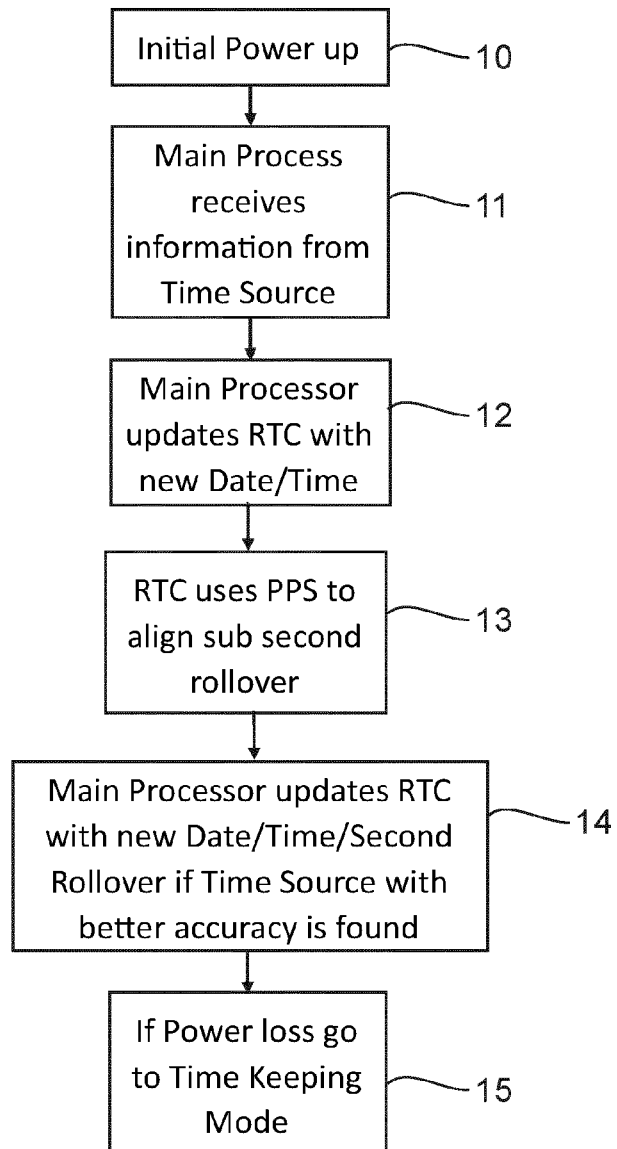 Initial Power up
10
Main Process
receives
information from
Time Source
11
Main Processor
updates RTC with
new Date/Time
12
RTC uses PPS to
align sub second
rollover
13
Main Processor updates RTC
with new Date/Time/Second
Rollover if Time Source with
better accuracy is found
14
If Power loss go
to Time Keeping
Mode
15